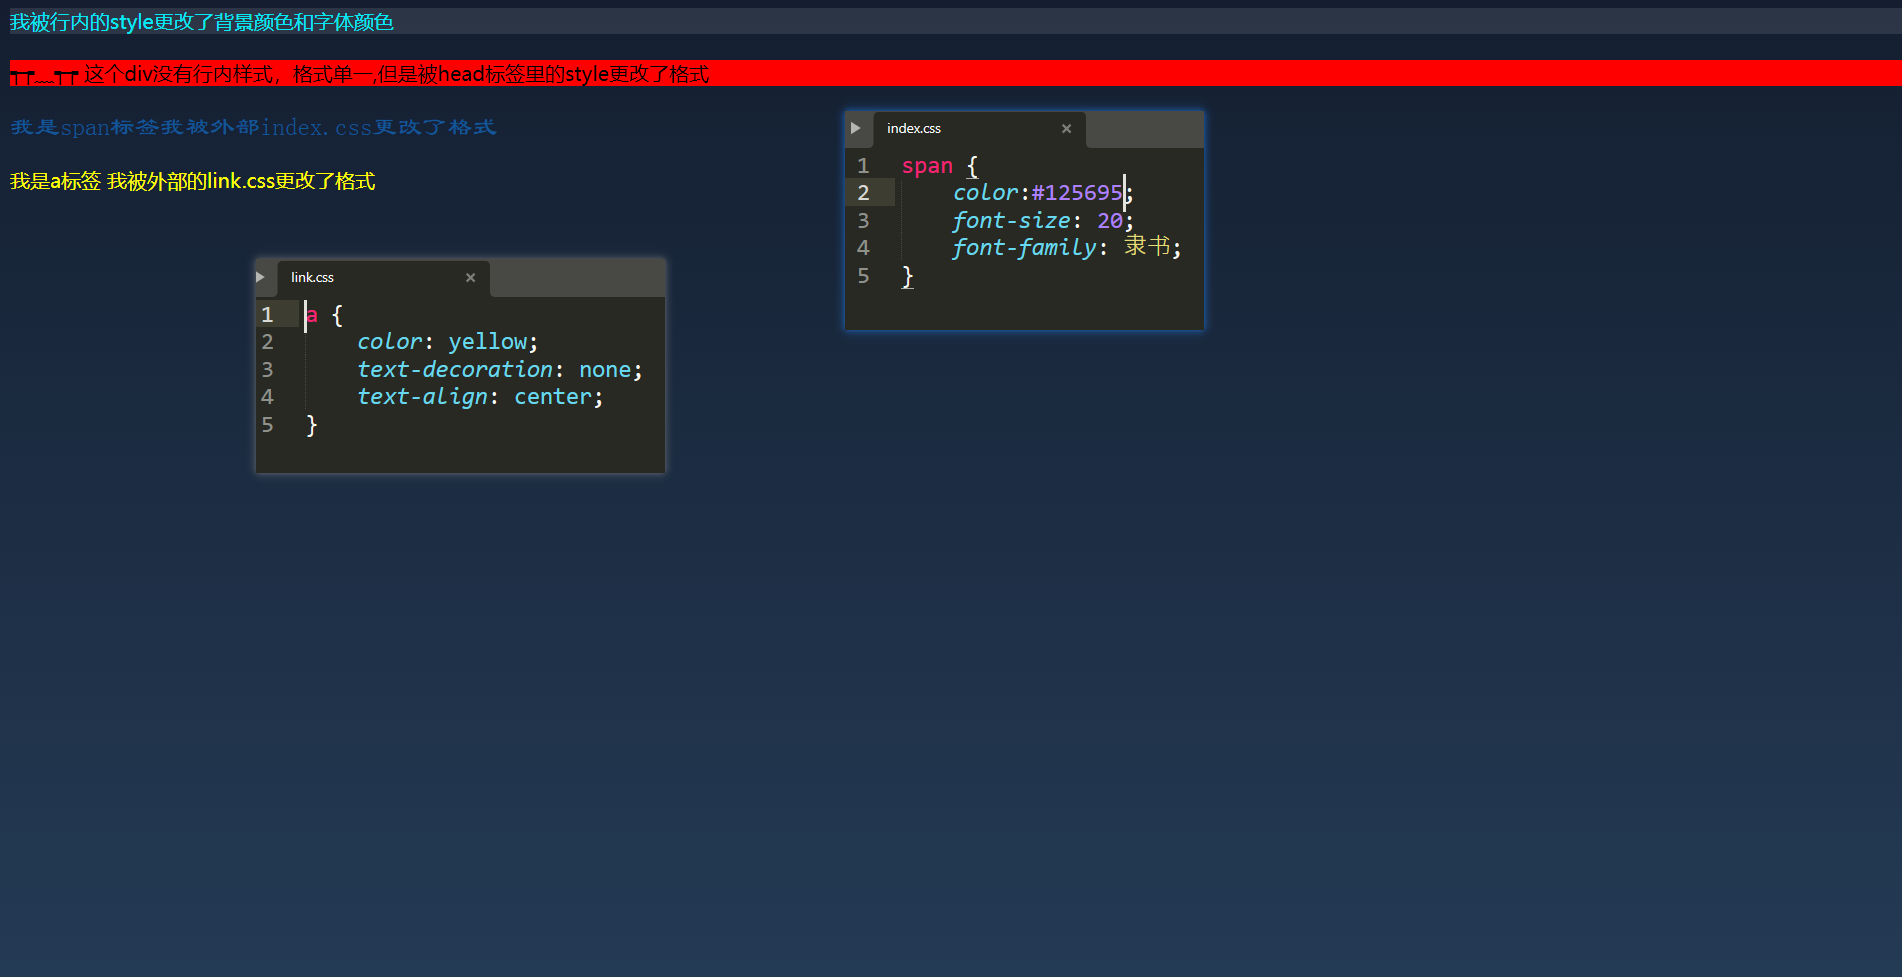 我被行内的style更改了背景颜色和字体颜色
┳┳﹏┳┳ 这个div没有行内样式，格式单一,但是被head标签里的style更改了格式
我是span标签我被外部index.css更改了格式
我是a标签 我被外部的link.css更改了格式
index.css ×
1 span {
2 color:#125695;
3 font-size: 20;
4 font-family: 隶书;
5 }
link.css ×
1 a {
2 color: yellow;
3 text-decoration: none;
4 text-align: center;
5 }